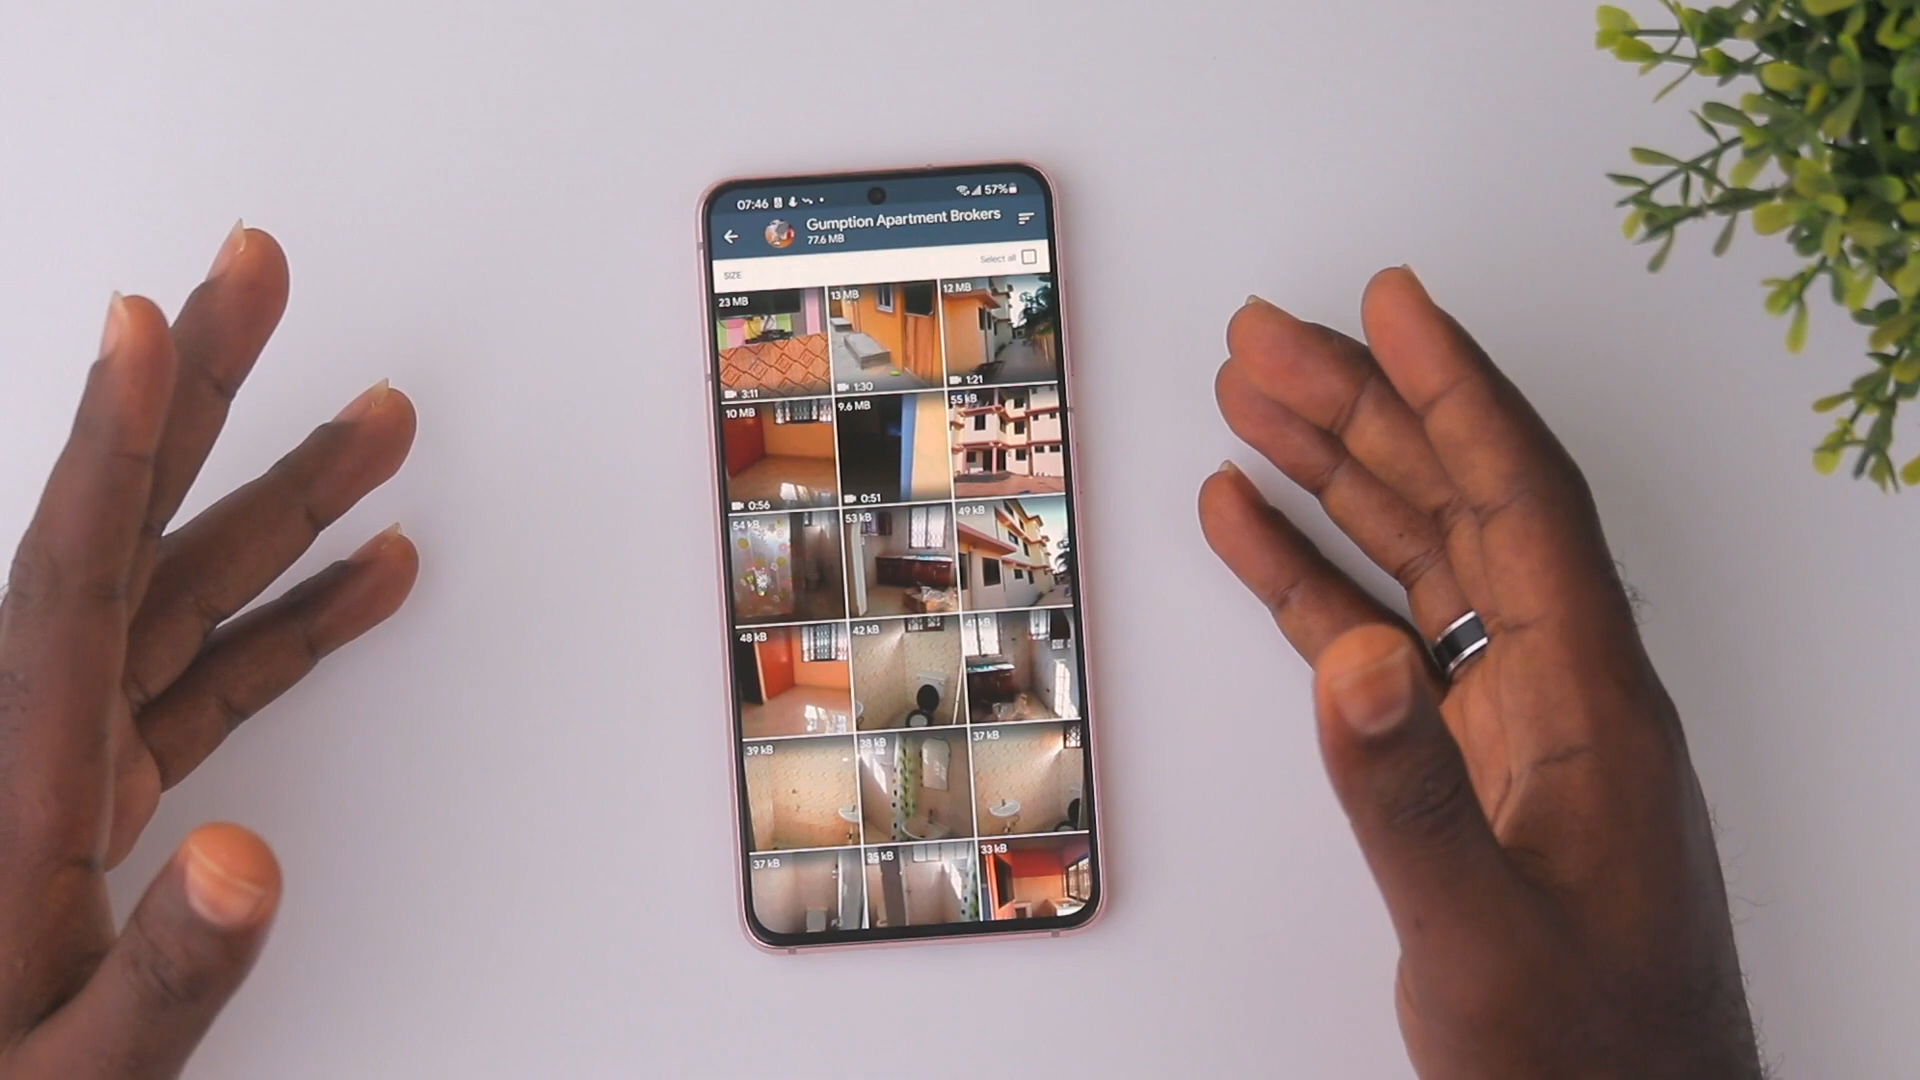 07:46 57%
Gumption Apartment Brokers
77.6 MB
SIZE Select all
23 MB 13 MB 12 MB
3:11 1:30 1:21
10 MB 9.6 MB 55 kB
0:56 0:51
54 kB 53 kB 49 kB
48 kB 42 kB 41 kB
39 kB 38 kB 37 kB
37 kB 35 kB 33 kB